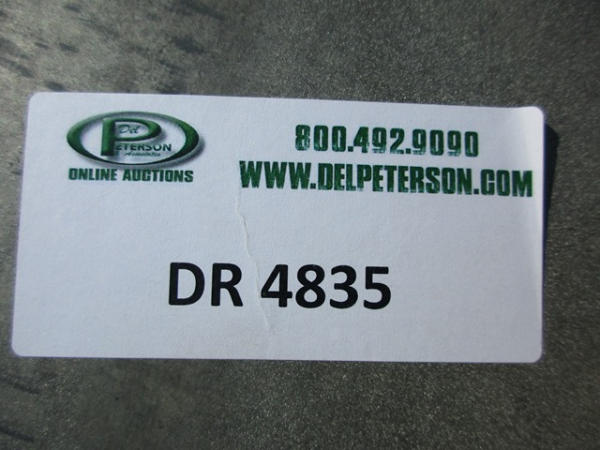 Del
PETERSON
Associates
ONLINE AUCTIONS
800.492.9090
WWW.DELPETERSON.COM
DR 4835